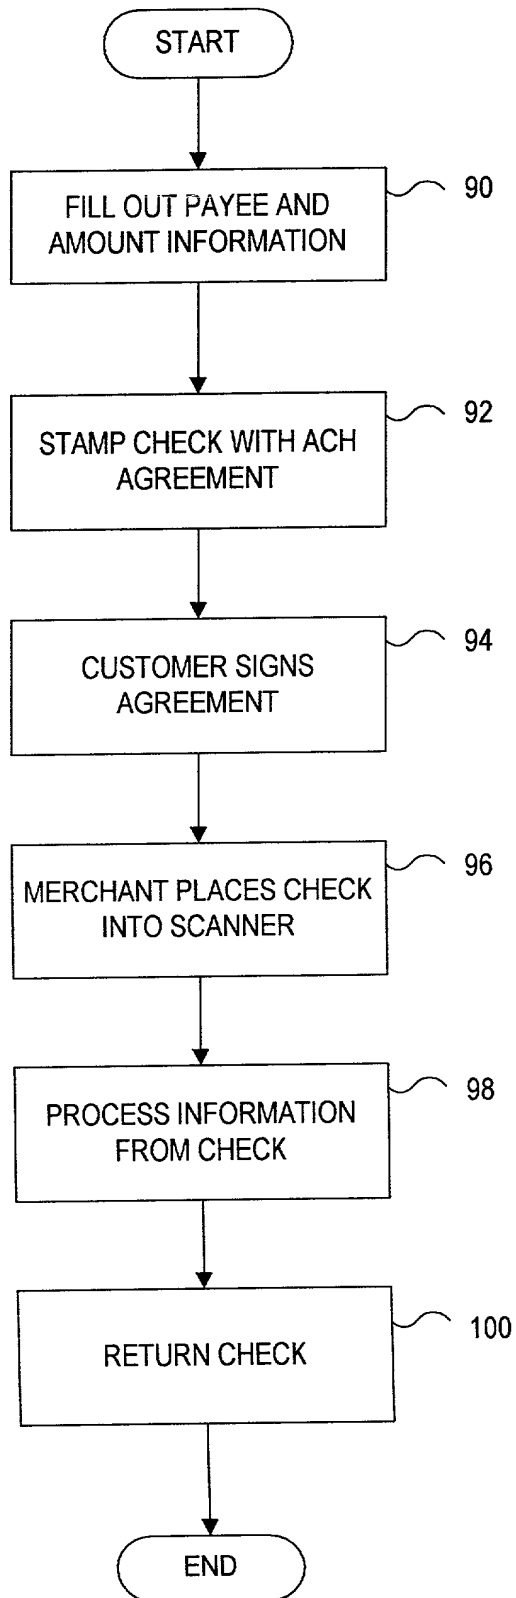 START
90
FILL OUT PAYEE AND
AMOUNT INFORMATION
92
STAMP CHECK WITH ACH
AGREEMENT
94
CUSTOMER SIGNS
AGREEMENT
96
MERCHANT PLACES CHECK
INTO SCANNER
98
PROCESS INFORMATION
FROM CHECK
100
RETURN CHECK
END